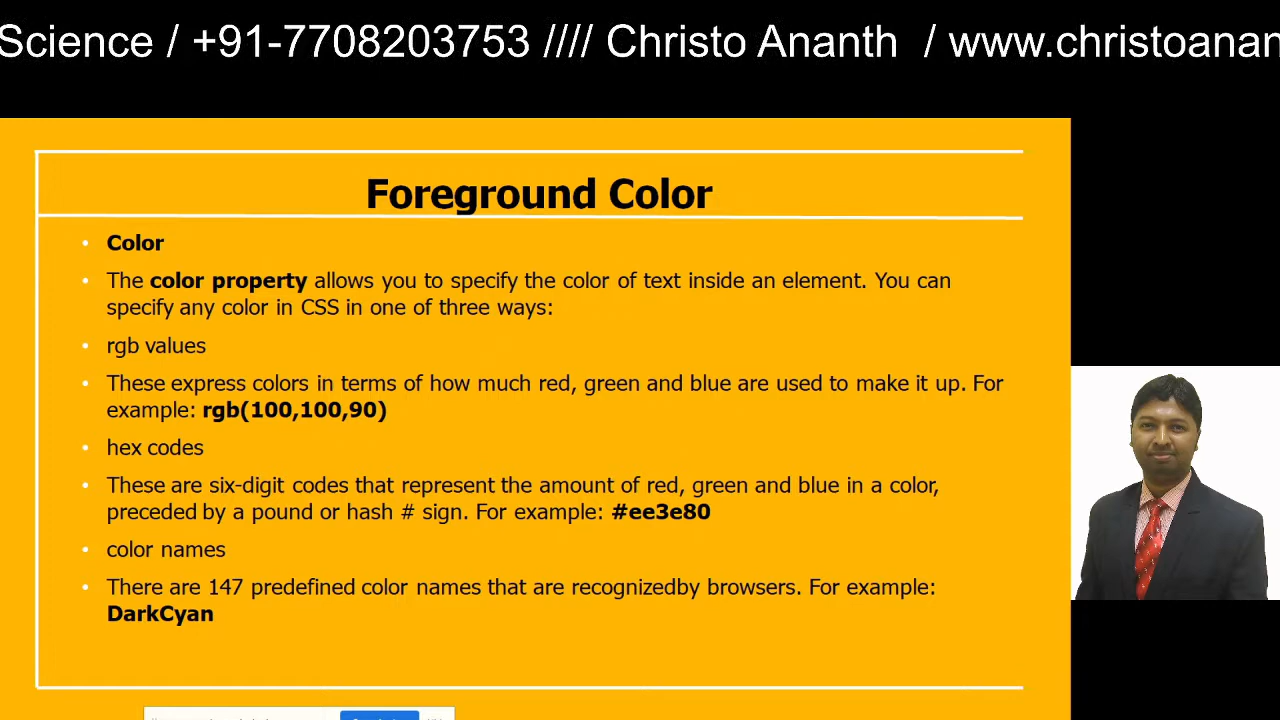 Science / +91-7708203753 //// Christo Ananth / www.christoanan
Foreground Color
• Color
• The color property allows you to specify the color of text inside an element. You can
specify any color in CSS in one of three ways:
• rgb values
• These express colors in terms of how much red, green and blue are used to make it up. For
example: rgb(100,100,90)
• hex codes
• These are six-digit codes that represent the amount of red, green and blue in a color,
preceded by a pound or hash # sign. For example: #ee3e80
• color names
• There are 147 predefined color names that are recognizedby browsers. For example:
DarkCyan